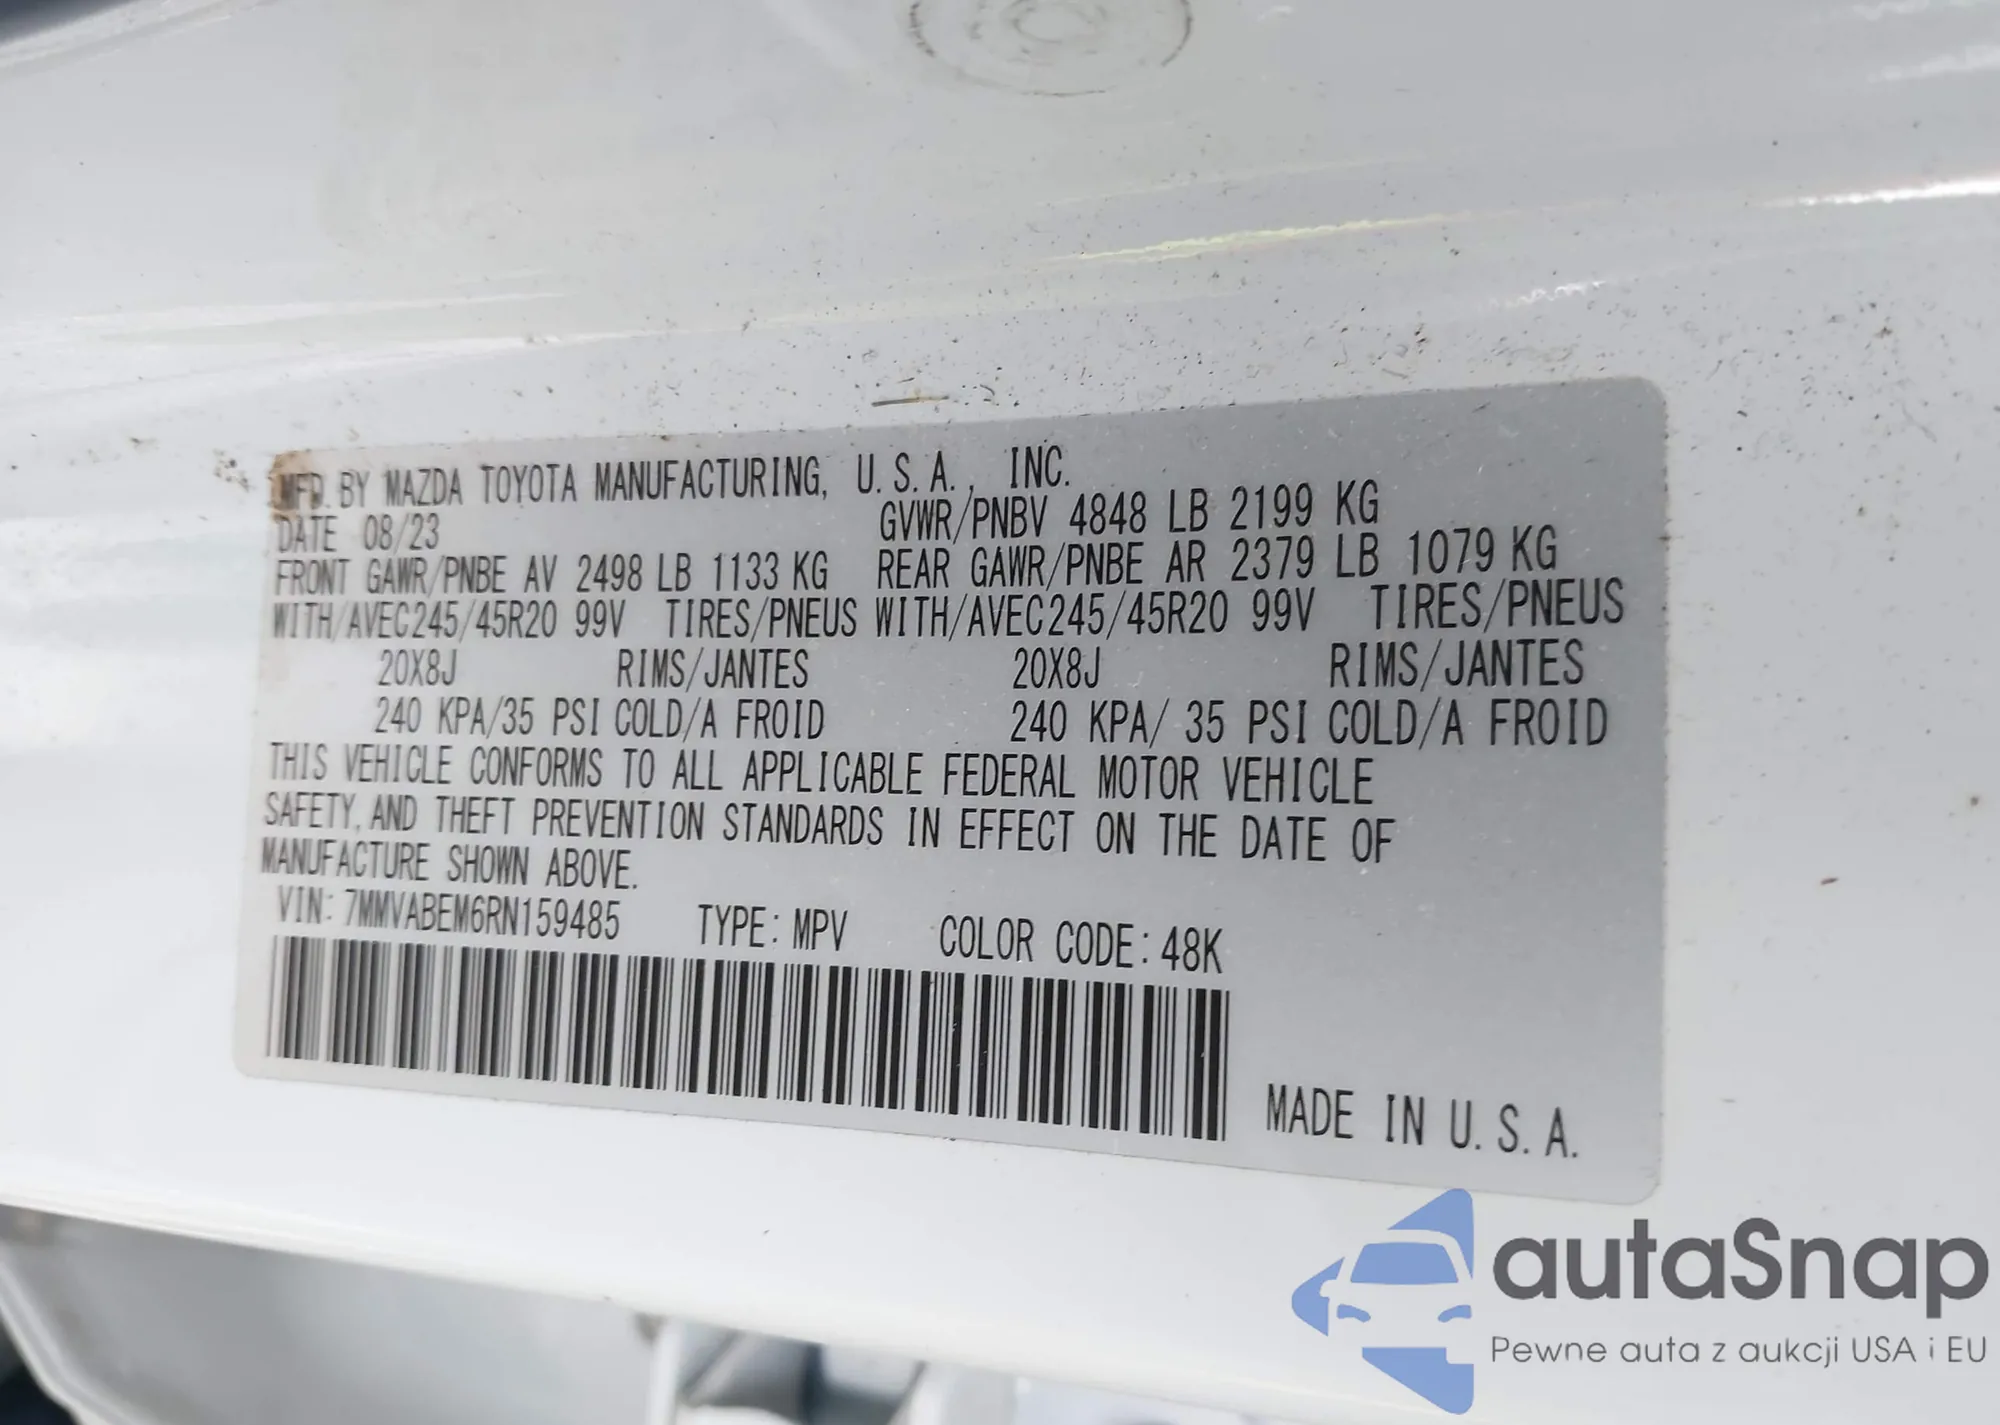 MFD. BY MAZDA TOYOTA MANUFACTURING, U.S.A., INC.
DATE 08/23 GVWR/PNBV 4848 LB 2199 KG
FRONT GAWR/PNBE AV 2498 LB 1133 KG REAR GAWR/PNBE AR 2379 LB 1079 KG
WITH/AVEC245/45R20 99V TIRES/PNEUS WITH/AVEC245/45R20 99V TIRES/PNEUS
20X8J RIMS/JANTES 20X8J RIMS/JANTES
240 KPA/35 PSI COLD/A FROID 240 KPA/ 35 PSI COLD/A FROID
THIS VEHICLE CONFORMS TO ALL APPLICABLE FEDERAL MOTOR VEHICLE
SAFETY, AND THEFT PREVENTION STANDARDS IN EFFECT ON THE DATE OF
MANUFACTURE SHOWN ABOVE.
VIN: 7MMVABEM6RN159485 TYPE: MPV COLOR CODE: 48K
MADE IN U.S.A.
autaSnap
Pewne auta z aukcji USA i EU